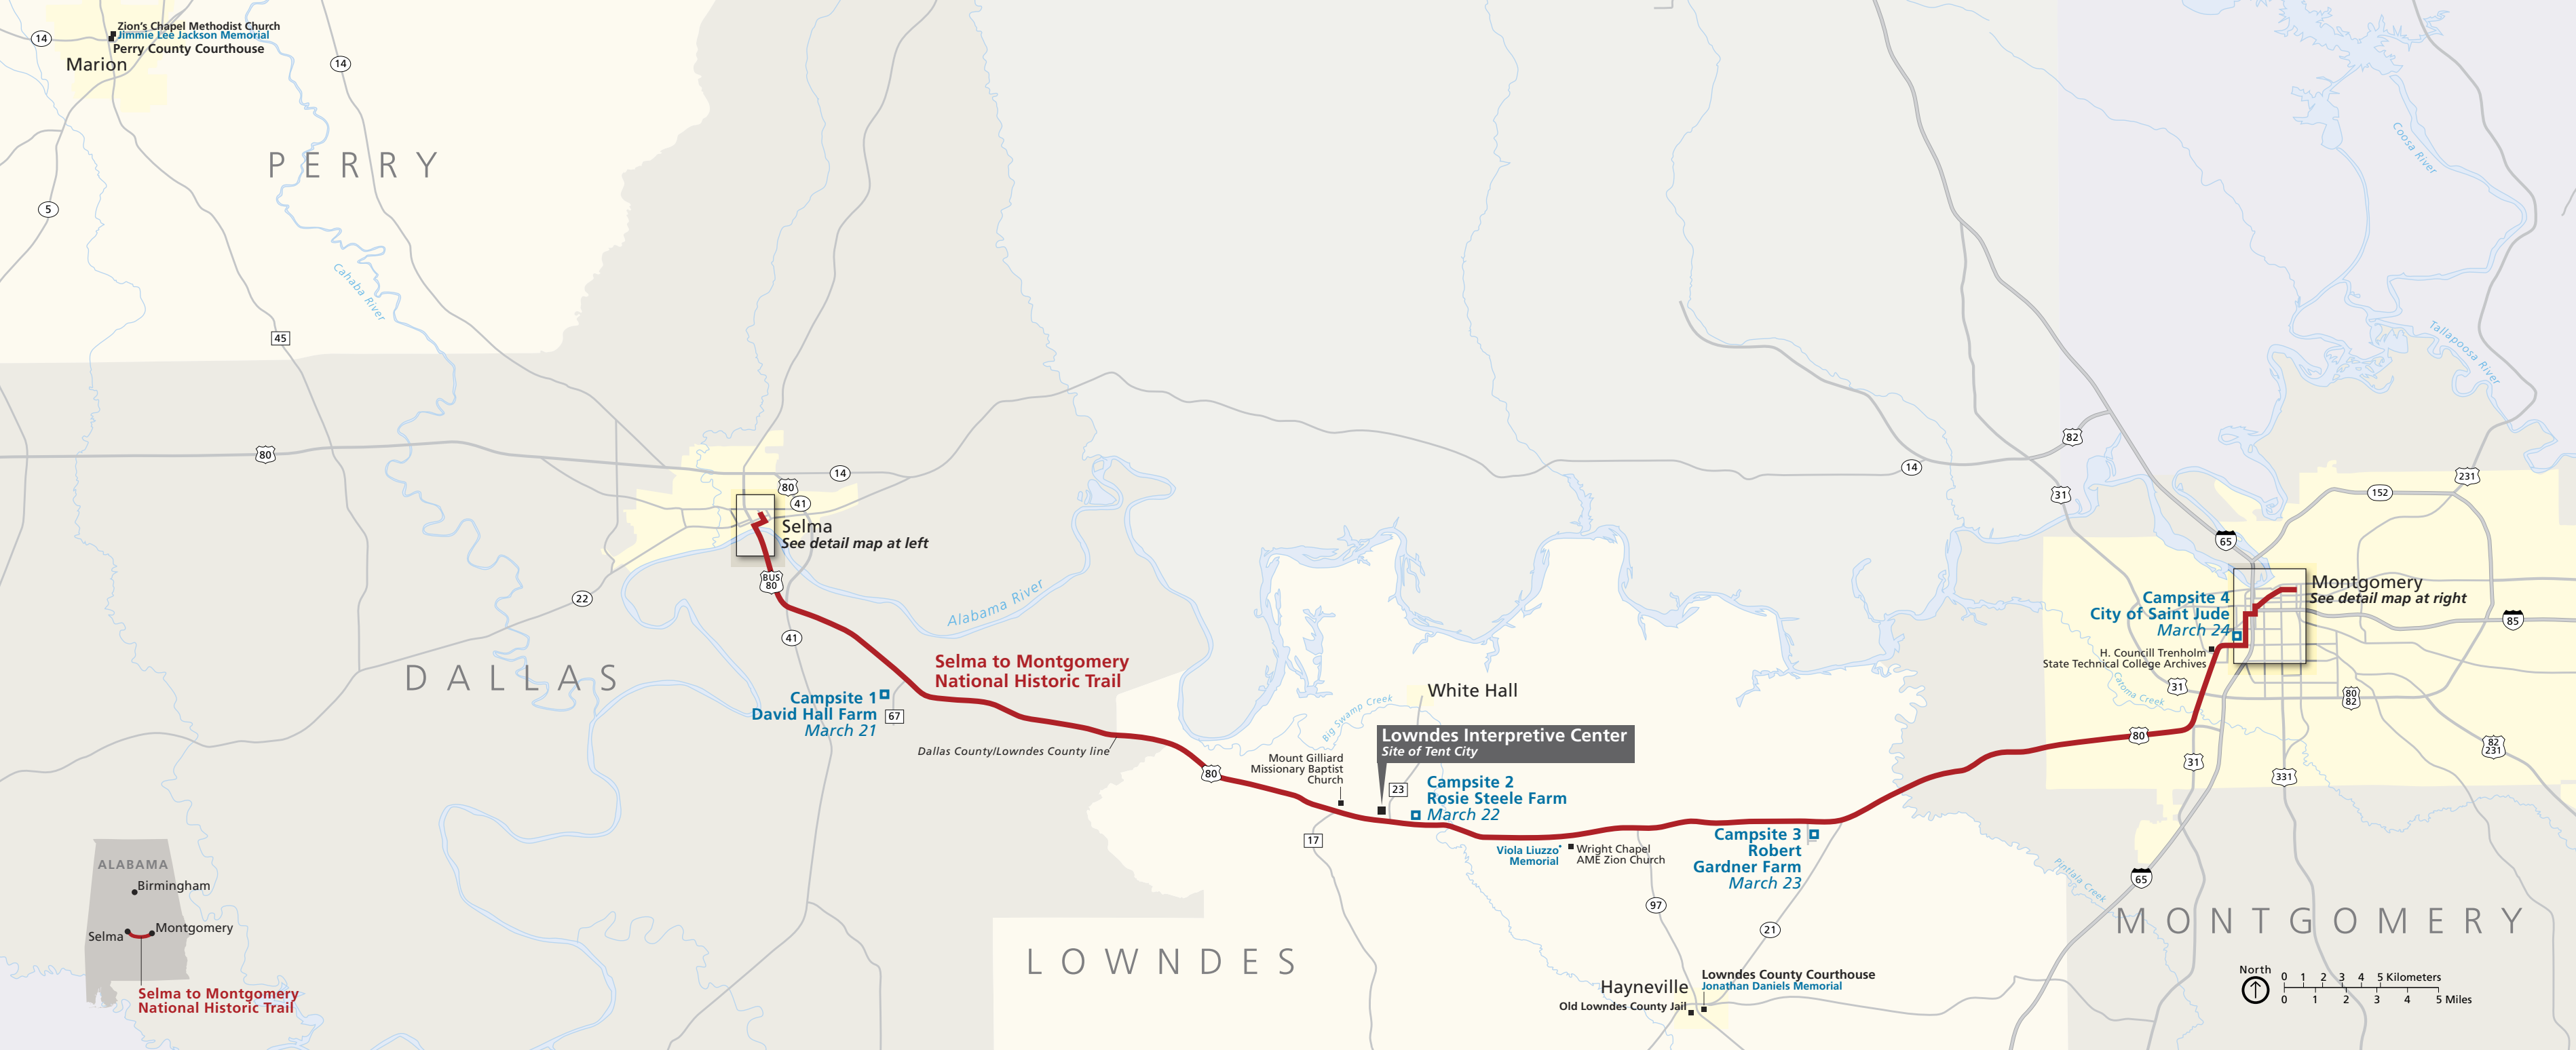 Zion's Chapel Methodist Church
Jimmie Lee Jackson Memorial
Perry County Courthouse
Marion
14
14
PERRY
5
Cahaba River
45
80
DALLAS
22
14
80
41
Selma
See detail map at left
BUS
80
41
Alabama River
Selma to Montgomery
National Historic Trail
Campsite 1
David Hall Farm
March 21
67
Dallas County/Lowndes County line
80
Mount Gilliard
Missionary Baptist
Church
17
Big Swamp Creek
White Hall
Lowndes Interpretive Center
Site of Tent City
23
Campsite 2
Rosie Steele Farm
March 22
Viola Liuzzo
Memorial
Wright Chapel
AME Zion Church
Campsite 3
Robert
Gardner Farm
March 23
97
21
LOWNDES
Hayneville
Lowndes County Courthouse
Jonathan Daniels Memorial
Old Lowndes County Jail
Coosa River
Tallapoosa River
82
14
31
231
152
65
Montgomery
See detail map at right
Campsite 4
City of Saint Jude
March 24
H. Councill Trenholm
State Technical College Archives
85
31
Catoma Creek
80
82
80
31
331
82
231
65
Pintlala Creek
MONTGOMERY
ALABAMA
Birmingham
Selma
Montgomery
Selma to Montgomery
National Historic Trail
North
0 1 2 3 4 5 Kilometers
0 1 2 3 4 5 Miles